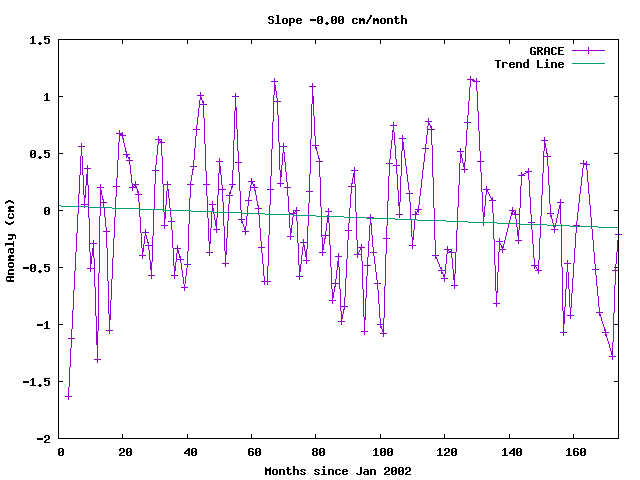 Slope -0.00 cm/month
GRACE
Trend Line
1.5
1
0.5
0
-0.5
-1
-1.5
-2
Anomaly (cm)
0 20 40 60 80 100 120 140 160
Months since Jan 2002